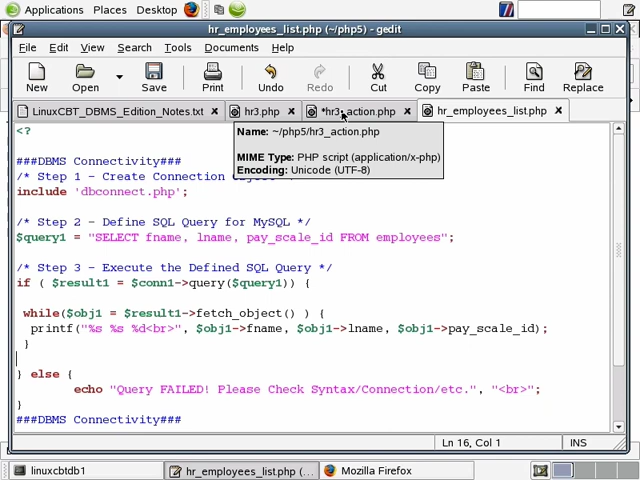 Applications Places Desktop
hr_employees_list.php (~/php5) - gedit
File Edit View Search Tools Documents Help
New Open Save Print Undo Redo Cut Copy Paste Find Replace
LinuxCBT_DBMS_Edition_Notes.txt hr3.php *hr3_action.php hr_employees_list.php
Name: ~/php5/hr3_action.php
MIME Type: PHP script (application/x-php)
Encoding: Unicode (UTF-8)
<?
###DBMS Connectivity###
/* Step 1 - Create Connection
include 'dbconnect.php';
/* Step 2 - Define SQL Query for MySQL */
$query1 = "SELECT fname, lname, pay_scale_id FROM employees";
/* Step 3 - Execute the Defined SQL Query */
if ( $result1 = $conn1->query($query1)) {
while($obj1 = $result1->fetch_object() ) {
printf("%s %s %d<br>", $obj1->fname, $obj1->lname, $obj1->pay_scale_id);
}
} else {
echo "Query FAILED! Please Check Syntax/Connection/etc.", "<br>";
}
###DBMS Connectivity###
Ln 16, Col 1 INS
linuxcbtdb1 hr_employees_list.php (... Mozilla Firefox